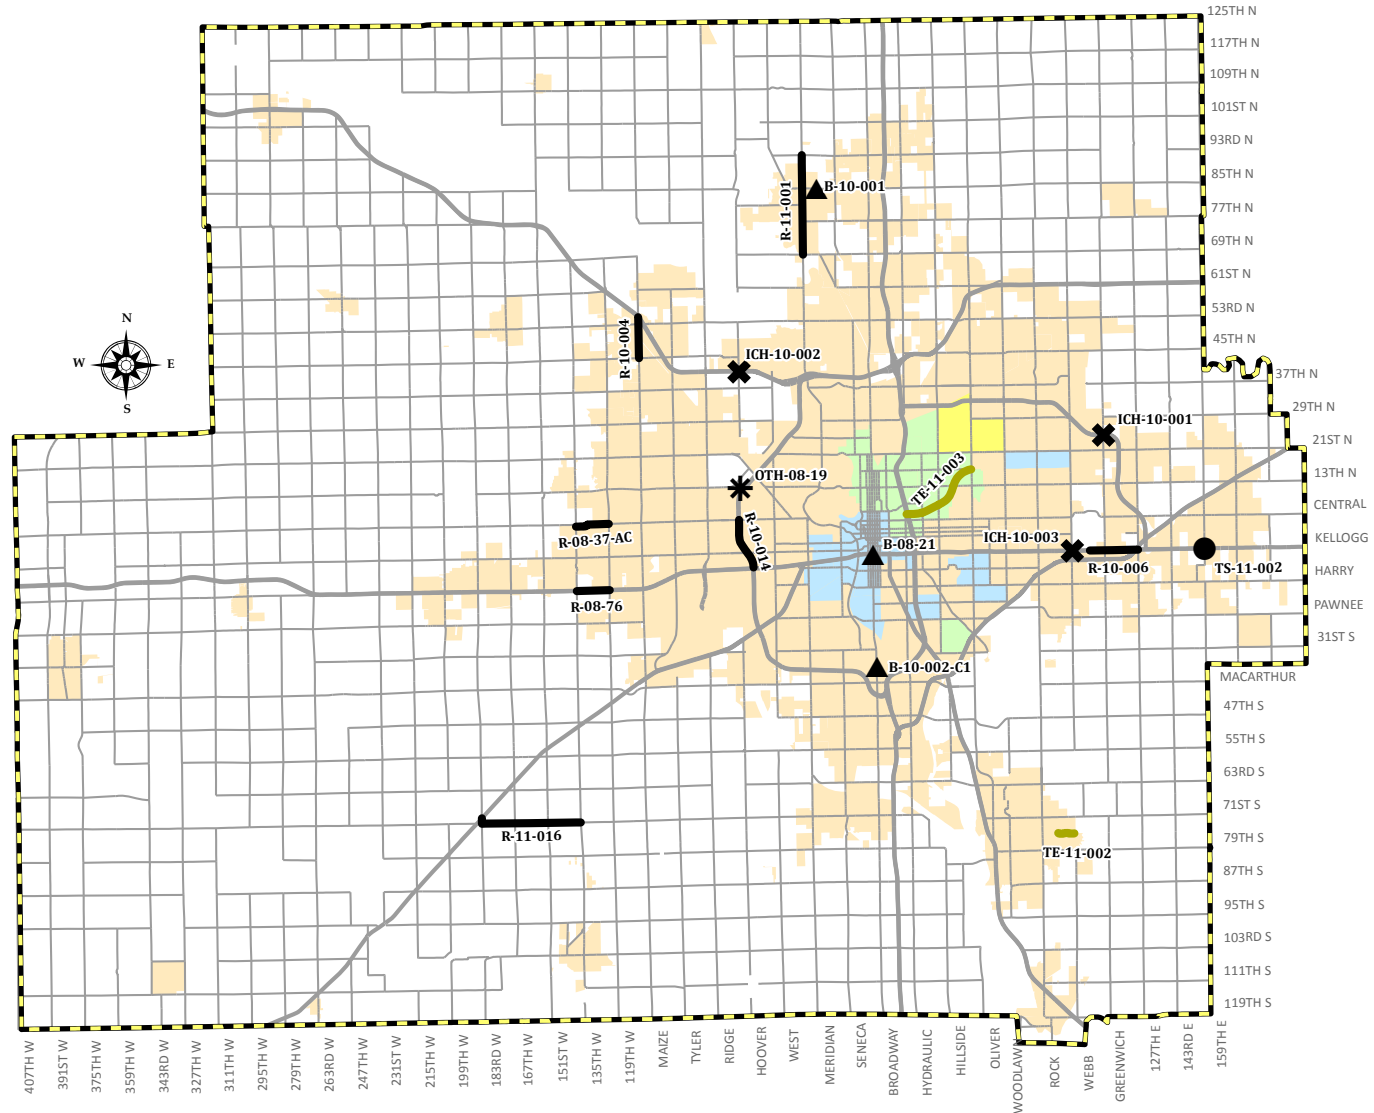 125TH N
117TH N
109TH N
101ST N
93RD N
85TH N
77TH N
69TH N
61ST N
53RD N
45TH N
37TH N
29TH N
21ST N
13TH N
CENTRAL
KELLOGG
HARRY
PAWNEE
31ST S
MACARTHUR
47TH S
55TH S
63RD S
71ST S
79TH S
87TH S
95TH S
103RD S
111TH S
119TH S
N
W
E
S
R-11-001
B-10-001
R-10-004
ICH-10-002
ICH-10-001
OTH-08-19
TE-11-003
R-08-37-AC
R-10-014
B-08-21
ICH-10-003
R-10-006
TS-11-002
R-08-76
B-10-002-C1
R-11-016
TE-11-002
407TH W
391ST W
375TH W
359TH W
343RD W
327TH W
311TH W
295TH W
279TH W
263RD W
247TH W
231ST W
215TH W
199TH W
183RD W
167TH W
151ST W
135TH W
119TH W
MAIZE
TYLER
RIDGE
HOOVER
WEST
MERIDIAN
SENECA
BROADWAY
HYDRAULIC
HILLSIDE
OLIVER
WOODLAWN
ROCK
WEBB
GREENWICH
127TH E
143RD E
159TH E